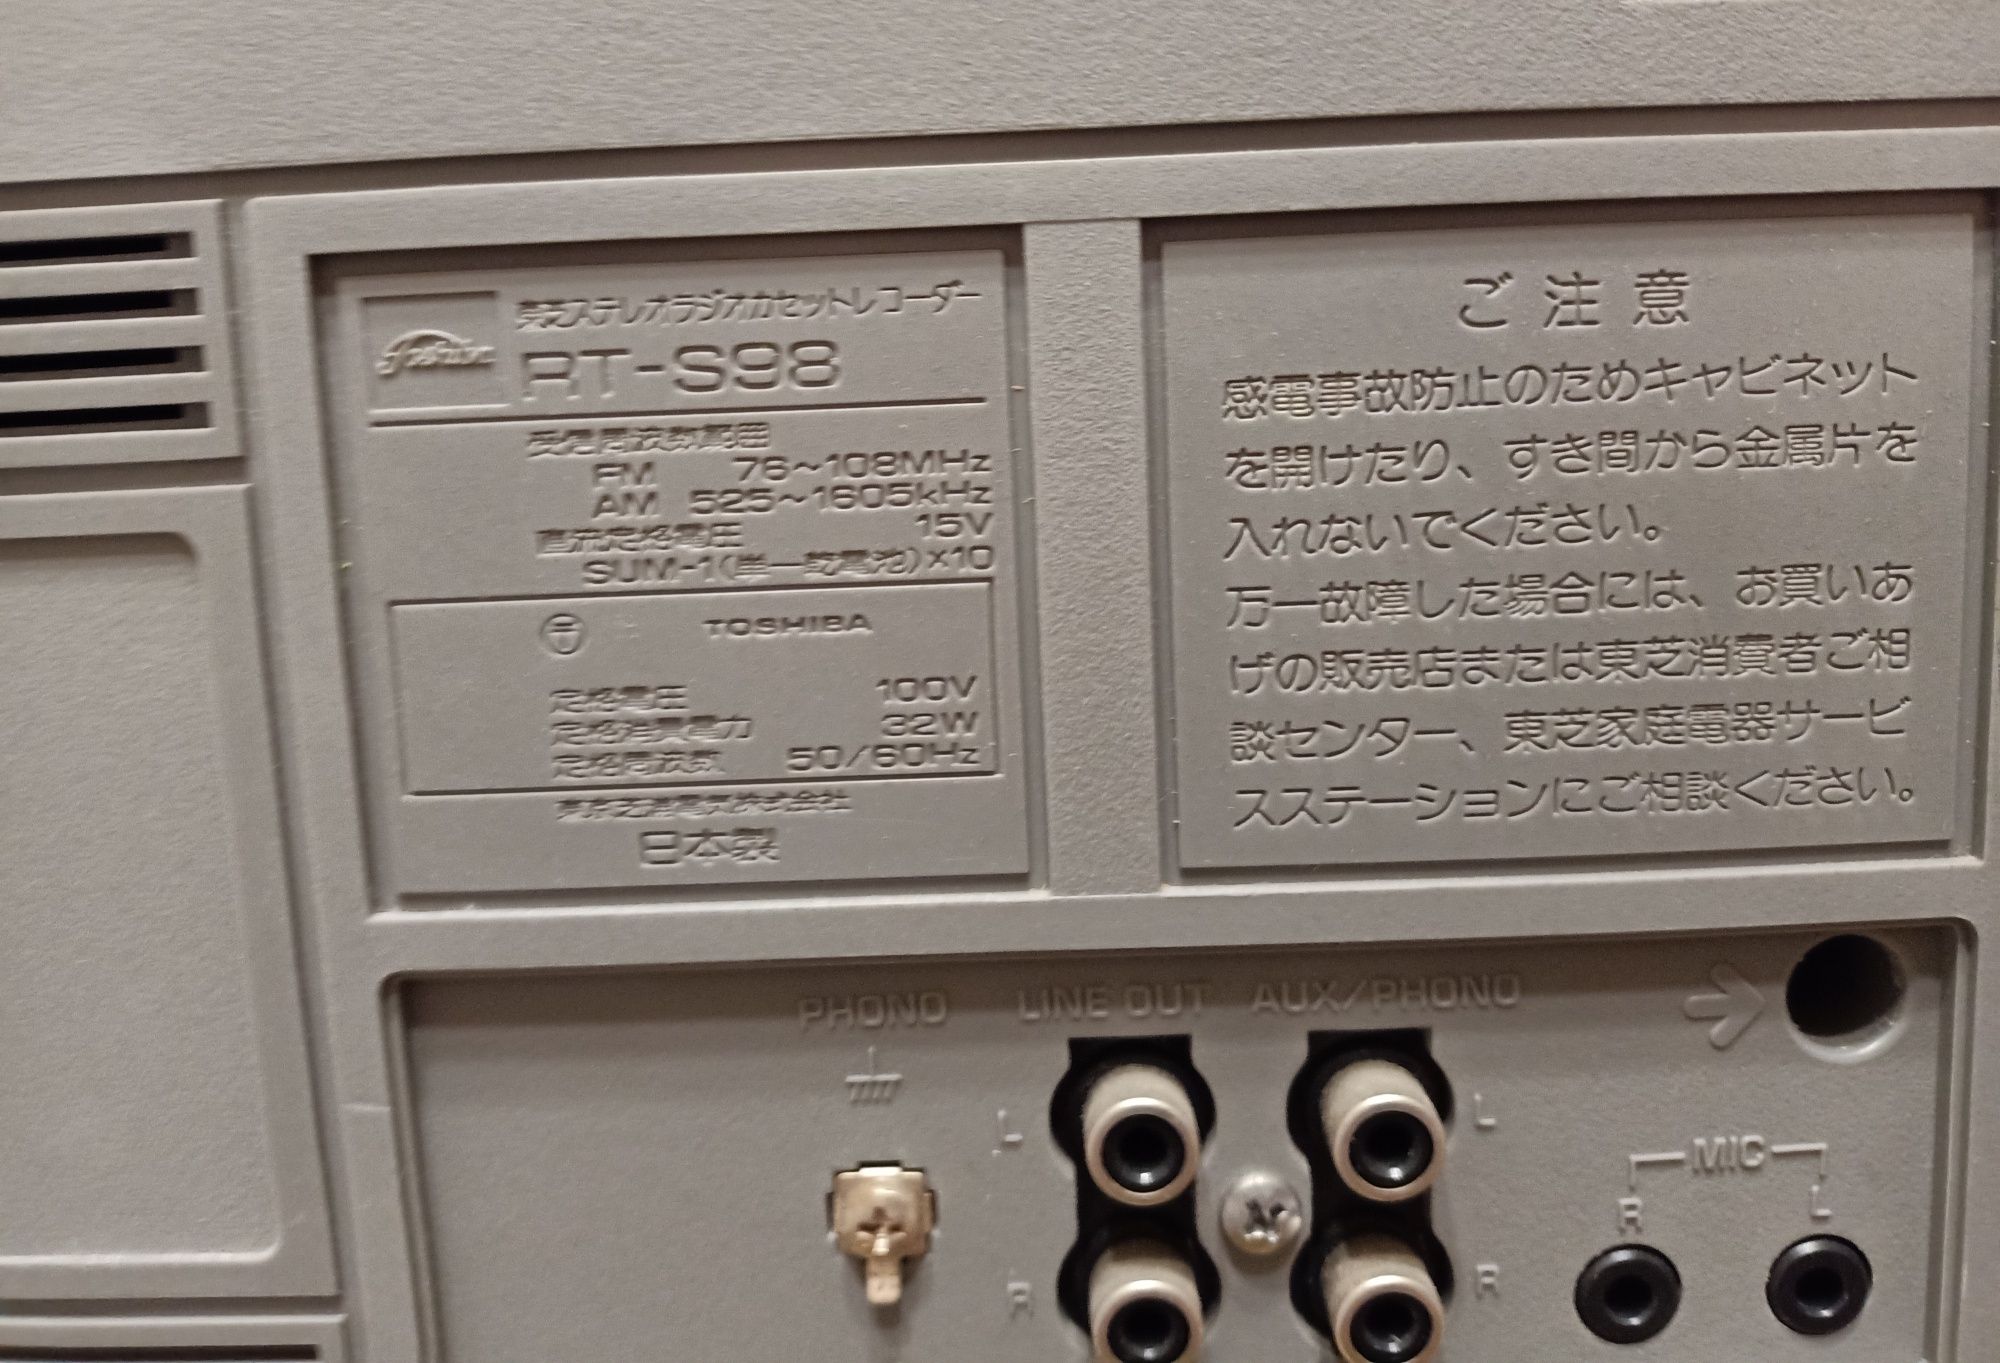 Toshiba
東芝ステレオラジオカセットレコーダー
RT-S98
受信周波数範囲
FM 76~108MHz
AM 525~1605kHz
直流定格電圧 15V
SUM-1(単一乾電池)×10
〒 TOSHIBA
定格電圧 100V
定格消費電力 32W
定格周波数 50/60Hz
東京芝浦電気株式会社
日本製
ご注意
感電事故防止のためキャビネット
を開けたり、すき間から金属片を
入れないでください。
万一故障した場合には、お買いあ
げの販売店または東芝消費者ご相
談センター、東芝家庭電器サービ
スステーションにご相談ください。
PHONO LINE OUT AUX/PHONO
L L
MIC
R L
R R